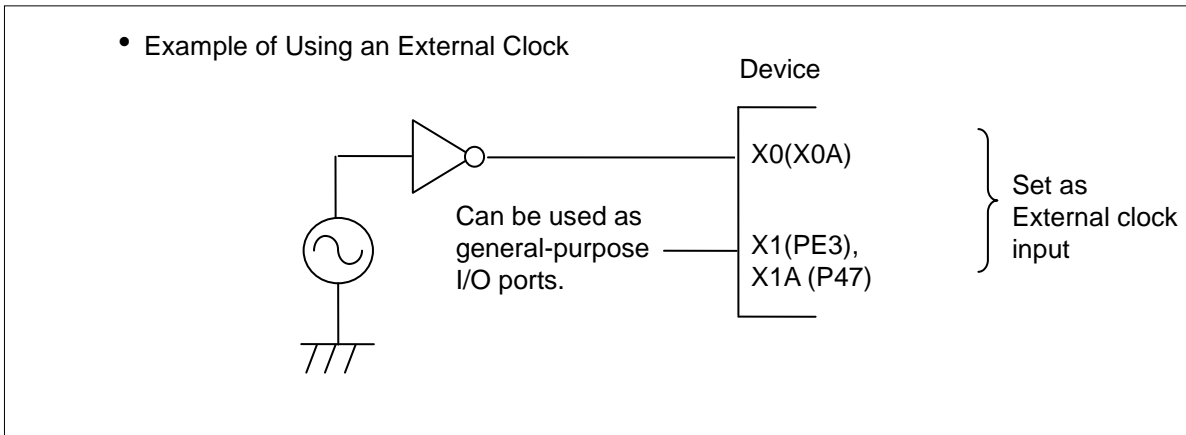 • Example of Using an External Clock
Device
X0(X0A)
Can be used as
general-purpose
I/O ports.
X1(PE3),
X1A (P47)
Set as
External clock
input